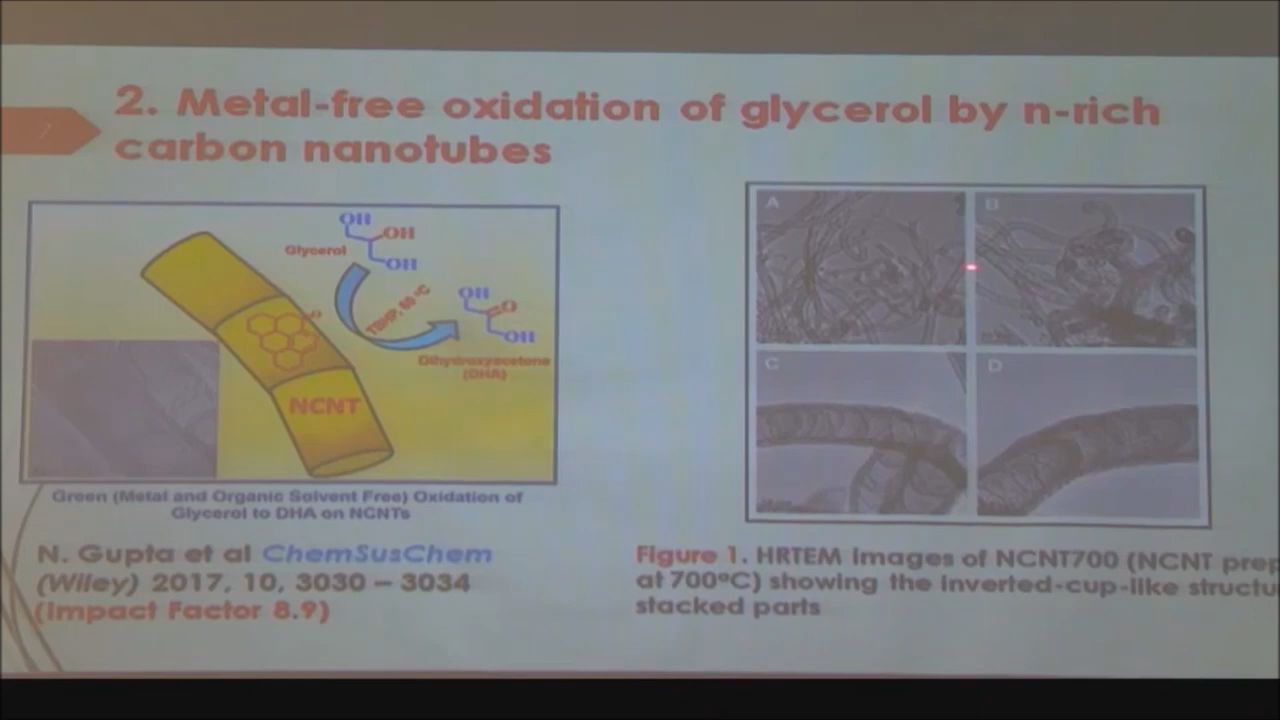 7
2. Metal-free oxidation of glycerol by n-rich
carbon nanotubes
OH
OH
Glycerol
OH
TBHP, 60 °C
OH
O
OH
Dihydroxyacetone
(DHA)
NCNT
Green (Metal and Organic Solvent Free) Oxidation of
Glycerol to DHA on NCNTs
N. Gupta et al ChemSusChem
(Wiley) 2017, 10, 3030 – 3034
(Impact Factor 8.9)
A
B
C
D
Figure 1. HRTEM images of NCNT700 (NCNT prep
at 700ºC) showing the inverted-cup-like structu
stacked parts